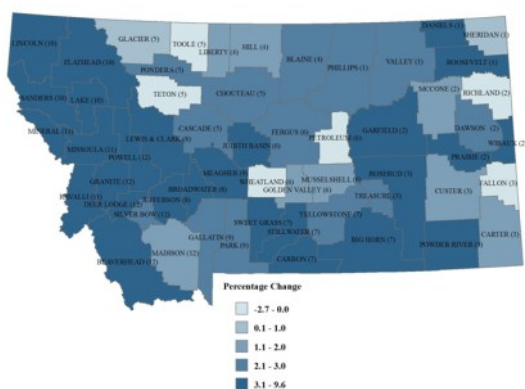 LINCOLN (10)
FLATHEAD (10)
GLACIER (5)
TOOLE (5)
LIBERTY (4)
HILL (4)
BLAINE (4)
PHILLIPS (1)
VALLEY (1)
DANIELS (1)
SHERIDAN (1)
ROOSEVELT (1)
PONDERA (5)
TETON (5)
CHOUTEAU (5)
MCCONE (2)
RICHLAND (2)
SANDERS (10)
LAKE (10)
CASCADE (5)
LEWIS & CLARK (8)
JUDITH BASIN (6)
FERGUS (6)
PETROLEUM (6)
GARFIELD (2)
DAWSON (2)
WIBAUX (2
PRAIRIE (2)
MINERAL (11)
MISSOULA (11)
POWELL (12)
MEAGHER (8)
WHEATLAND (6)
GOLDEN VALLEY (6)
MUSSELSHELL (6)
ROSEBUD (3)
TREASURE (3)
CUSTER (3)
FALLON (3)
GRANITE (12)
BROADWATER (8)
JEFFERSON (8)
RAVALLI (11)
DEER LODGE (12)
SILVER BOW (12)
GALLATIN (9)
PARK (9)
SWEET GRASS (7)
STILLWATER (7)
YELLOWSTONE (7)
BIG HORN (7)
POWDER RIVER (3)
CARTER (3)
MADISON (12)
BEAVERHEAD (12)
CARBON (7)
Percentage Change
-2.7 - 0.0
0.1 - 1.0
1.1 - 2.0
2.1 - 3.0
3.1 - 9.6